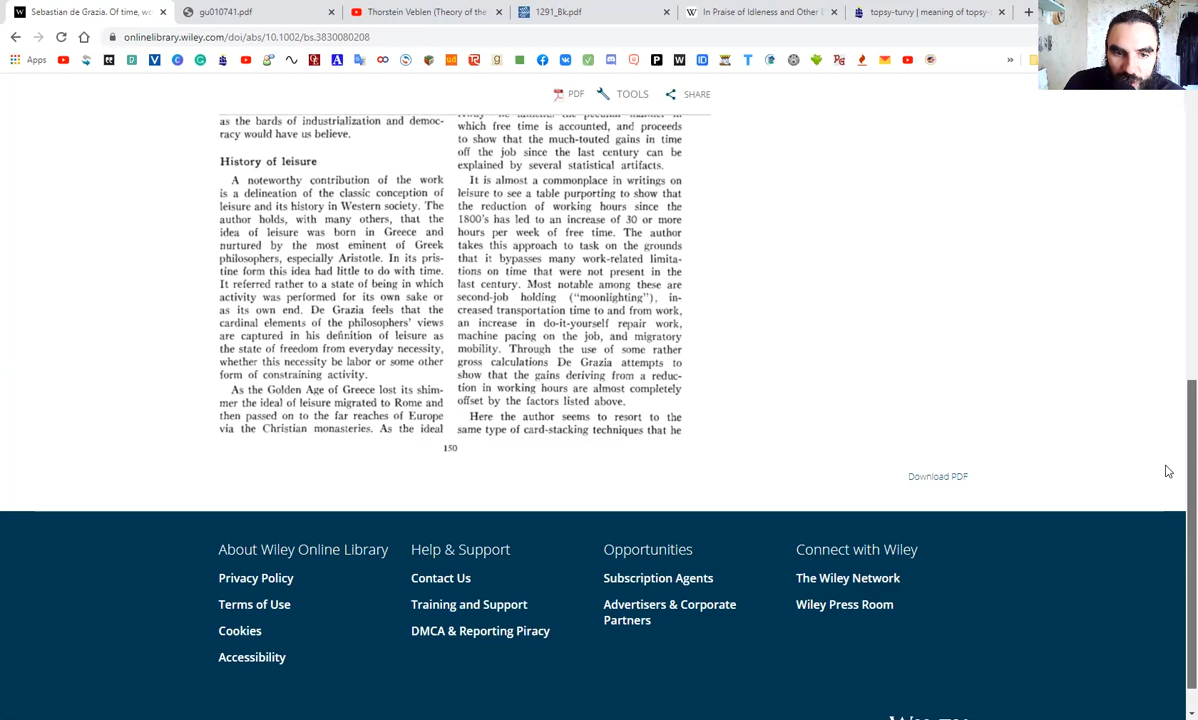 Sebastian de Grazia. Of time, wo
gu010741.pdf
Thorstein Veblen (Theory of the
1291_Bk.pdf
In Praise of Idleness and Other E
topsy-turvy | meaning of topsy-
onlinelibrary.wiley.com/doi/abs/10.1002/bs.3830080208
Apps
PDF
TOOLS
SHARE
as the bards of industrialization and democ-
racy would have us believe.
History of leisure
A noteworthy contribution of the work
is a delineation of the classic conception of
leisure and its history in Western society. The
author holds, with many others, that the
idea of leisure was born in Greece and
nurtured by the most eminent of Greek
philosophers, especially Aristotle. In its pris-
tine form this idea had little to do with time.
It referred rather to a state of being in which
activity was performed for its own sake or
as its own end. De Grazia feels that the
cardinal elements of the philosophers' views
are captured in his definition of leisure as
the state of freedom from everyday necessity,
whether this necessity be labor or some other
form of constraining activity.
As the Golden Age of Greece lost its shim-
mer the ideal of leisure migrated to Rome and
then passed on to the far reaches of Europe
via the Christian monasteries. As the ideal
which free time is accounted, and proceeds
to show that the much-touted gains in time
off the job since the last century can be
explained by several statistical artifacts.
It is almost a commonplace in writings on
leisure to see a table purporting to show that
the reduction of working hours since the
1800's has led to an increase of 30 or more
hours per week of free time. The author
takes this approach to task on the grounds
that it bypasses many work-related limita-
tions on time that were not present in the
last century. Most notable among these are
second-job holding ("moonlighting"), in-
creased transportation time to and from work,
an increase in do-it-yourself repair work,
machine pacing on the job, and migratory
mobility. Through the use of some rather
gross calculations De Grazia attempts to
show that the gains deriving from a reduc-
tion in working hours are almost completely
offset by the factors listed above.
Here the author seems to resort to the
same type of card-stacking techniques that he
150
Download PDF
About Wiley Online Library
Privacy Policy
Terms of Use
Cookies
Accessibility
Help & Support
Contact Us
Training and Support
DMCA & Reporting Piracy
Opportunities
Subscription Agents
Advertisers & Corporate
Partners
Connect with Wiley
The Wiley Network
Wiley Press Room